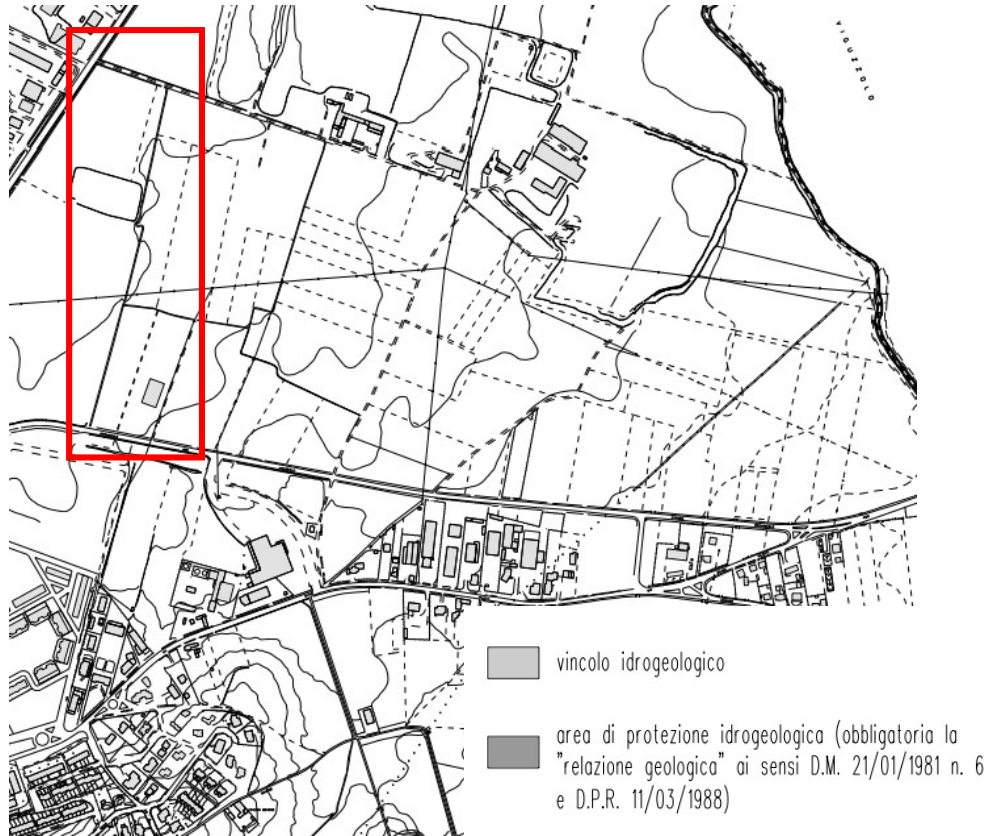 VIGUZZOLO
vincolo idrogeologico
area di protezione idrogeologica (obbligatoria la
"relazione geologica" ai sensi D.M. 21/01/1981 n. 6
e D.P.R. 11/03/1988)